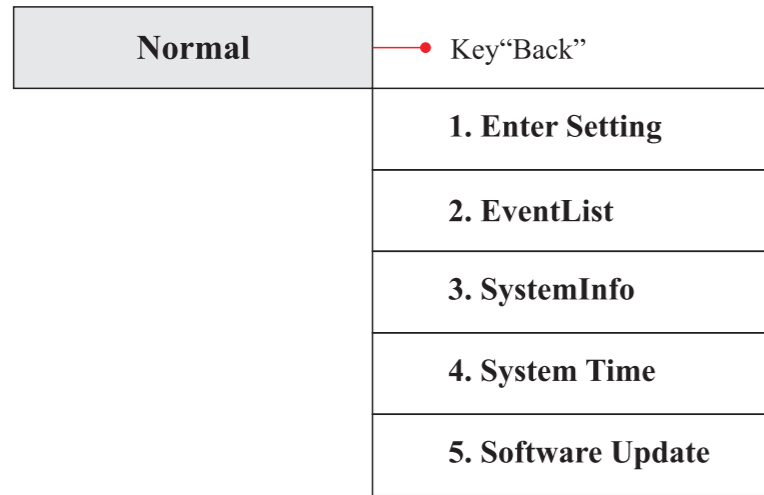 Normal
Key“Back”
1. Enter Setting
2. EventList
3. SystemInfo
4. System Time
5. Software Update